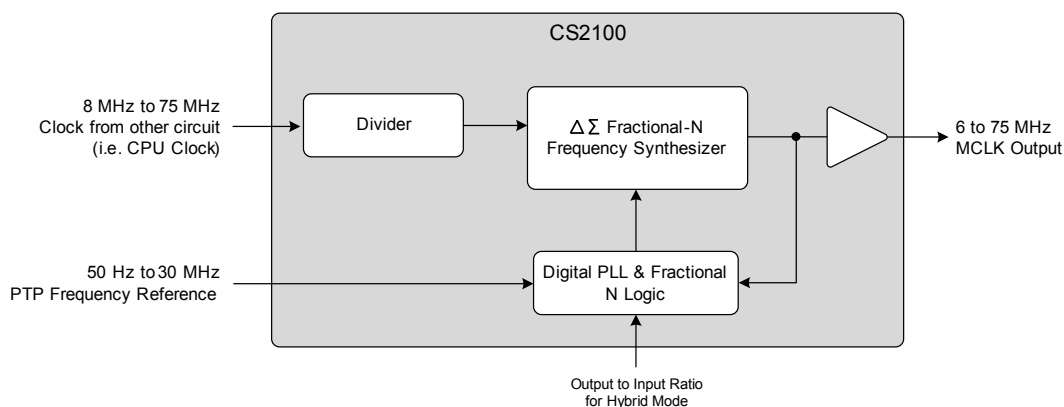 CS2100
8 MHz to 75 MHz
Clock from other circuit
(i.e. CPU Clock)
Divider
ΔΣ Fractional-N
Frequency Synthesizer
6 to 75 MHz
MCLK Output
50 Hz to 30 MHz
PTP Frequency Reference
Digital PLL & Fractional
N Logic
Output to Input Ratio
for Hybrid Mode